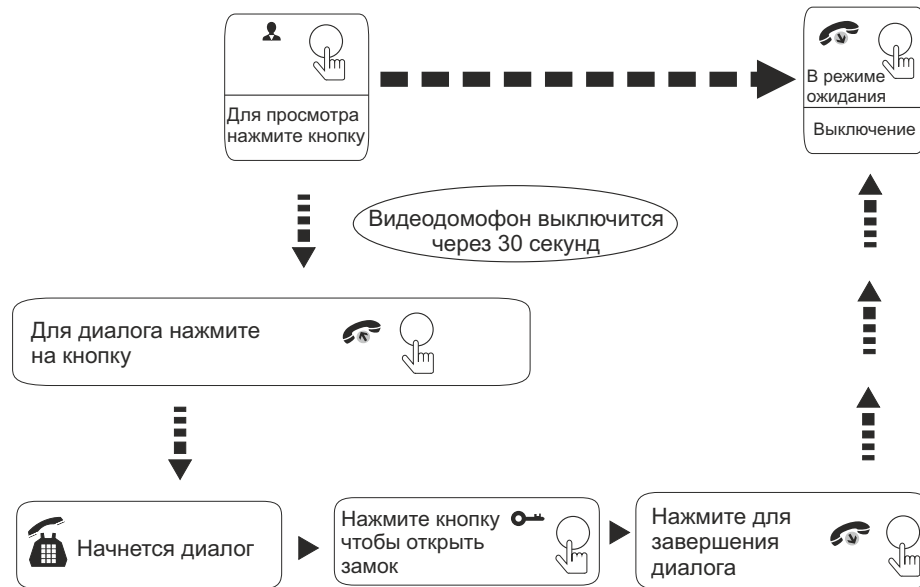 Для просмотра
нажмите кнопку
В режиме
ожидания
Выключение
Видеодомофон выключится
через 30 секунд
Для диалога нажмите
на кнопку
Начнется диалог
Нажмите кнопку
чтобы открыть
замок
Нажмите для
завершения
диалога